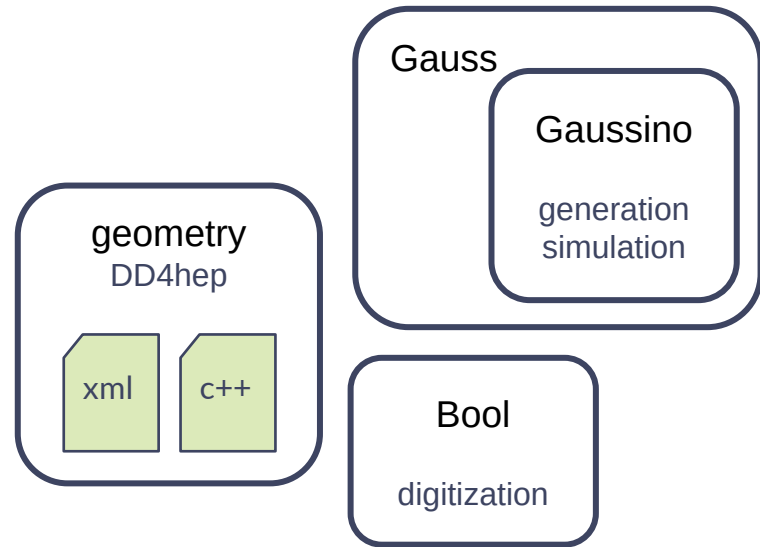 Gauss
Gaussino
generation
simulation
geometry
DD4hep
xml
c++
Bool
digitization